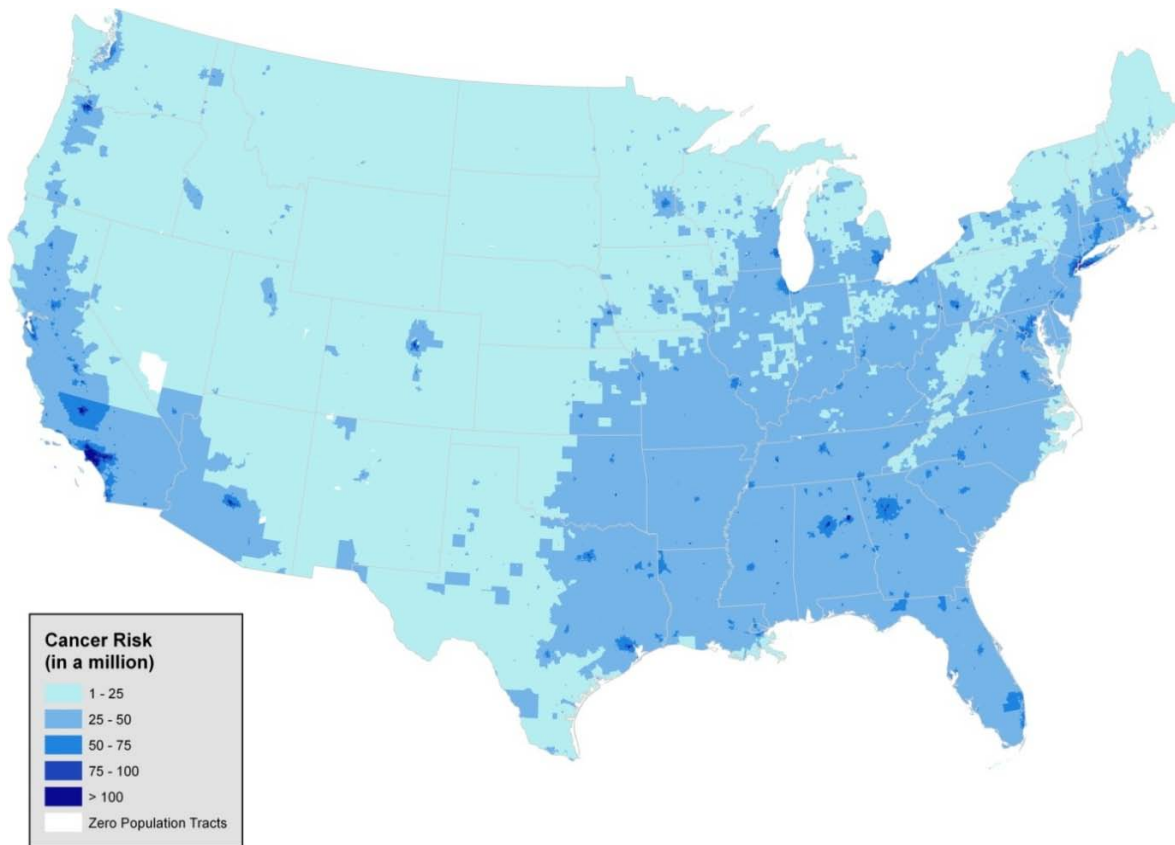 Cancer Risk
(in a million)
1 - 25
25 - 50
50 - 75
75 - 100
> 100
Zero Population Tracts